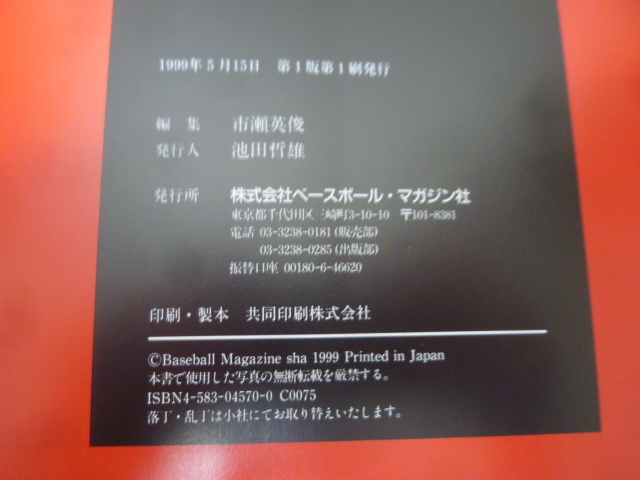 1999年5月15日 第1版第1刷発行
編集 市瀬英俊
発行人 池田哲雄
発行所 株式会社ベースボール・マガジン社
東京都千代田区三崎町3-10-10 〒101-8381
電話 03-3238-0181(販売部)
03-3238-0285(出版部)
振替口座 00180-6-46620
印刷・製本 共同印刷株式会社
©Baseball Magazine sha 1999 Printed in Japan
本書で使用した写真の無断転載を厳禁する。
ISBN4-583-04570-0 C0075
落丁・乱丁は小社にてお取り替えいたします。